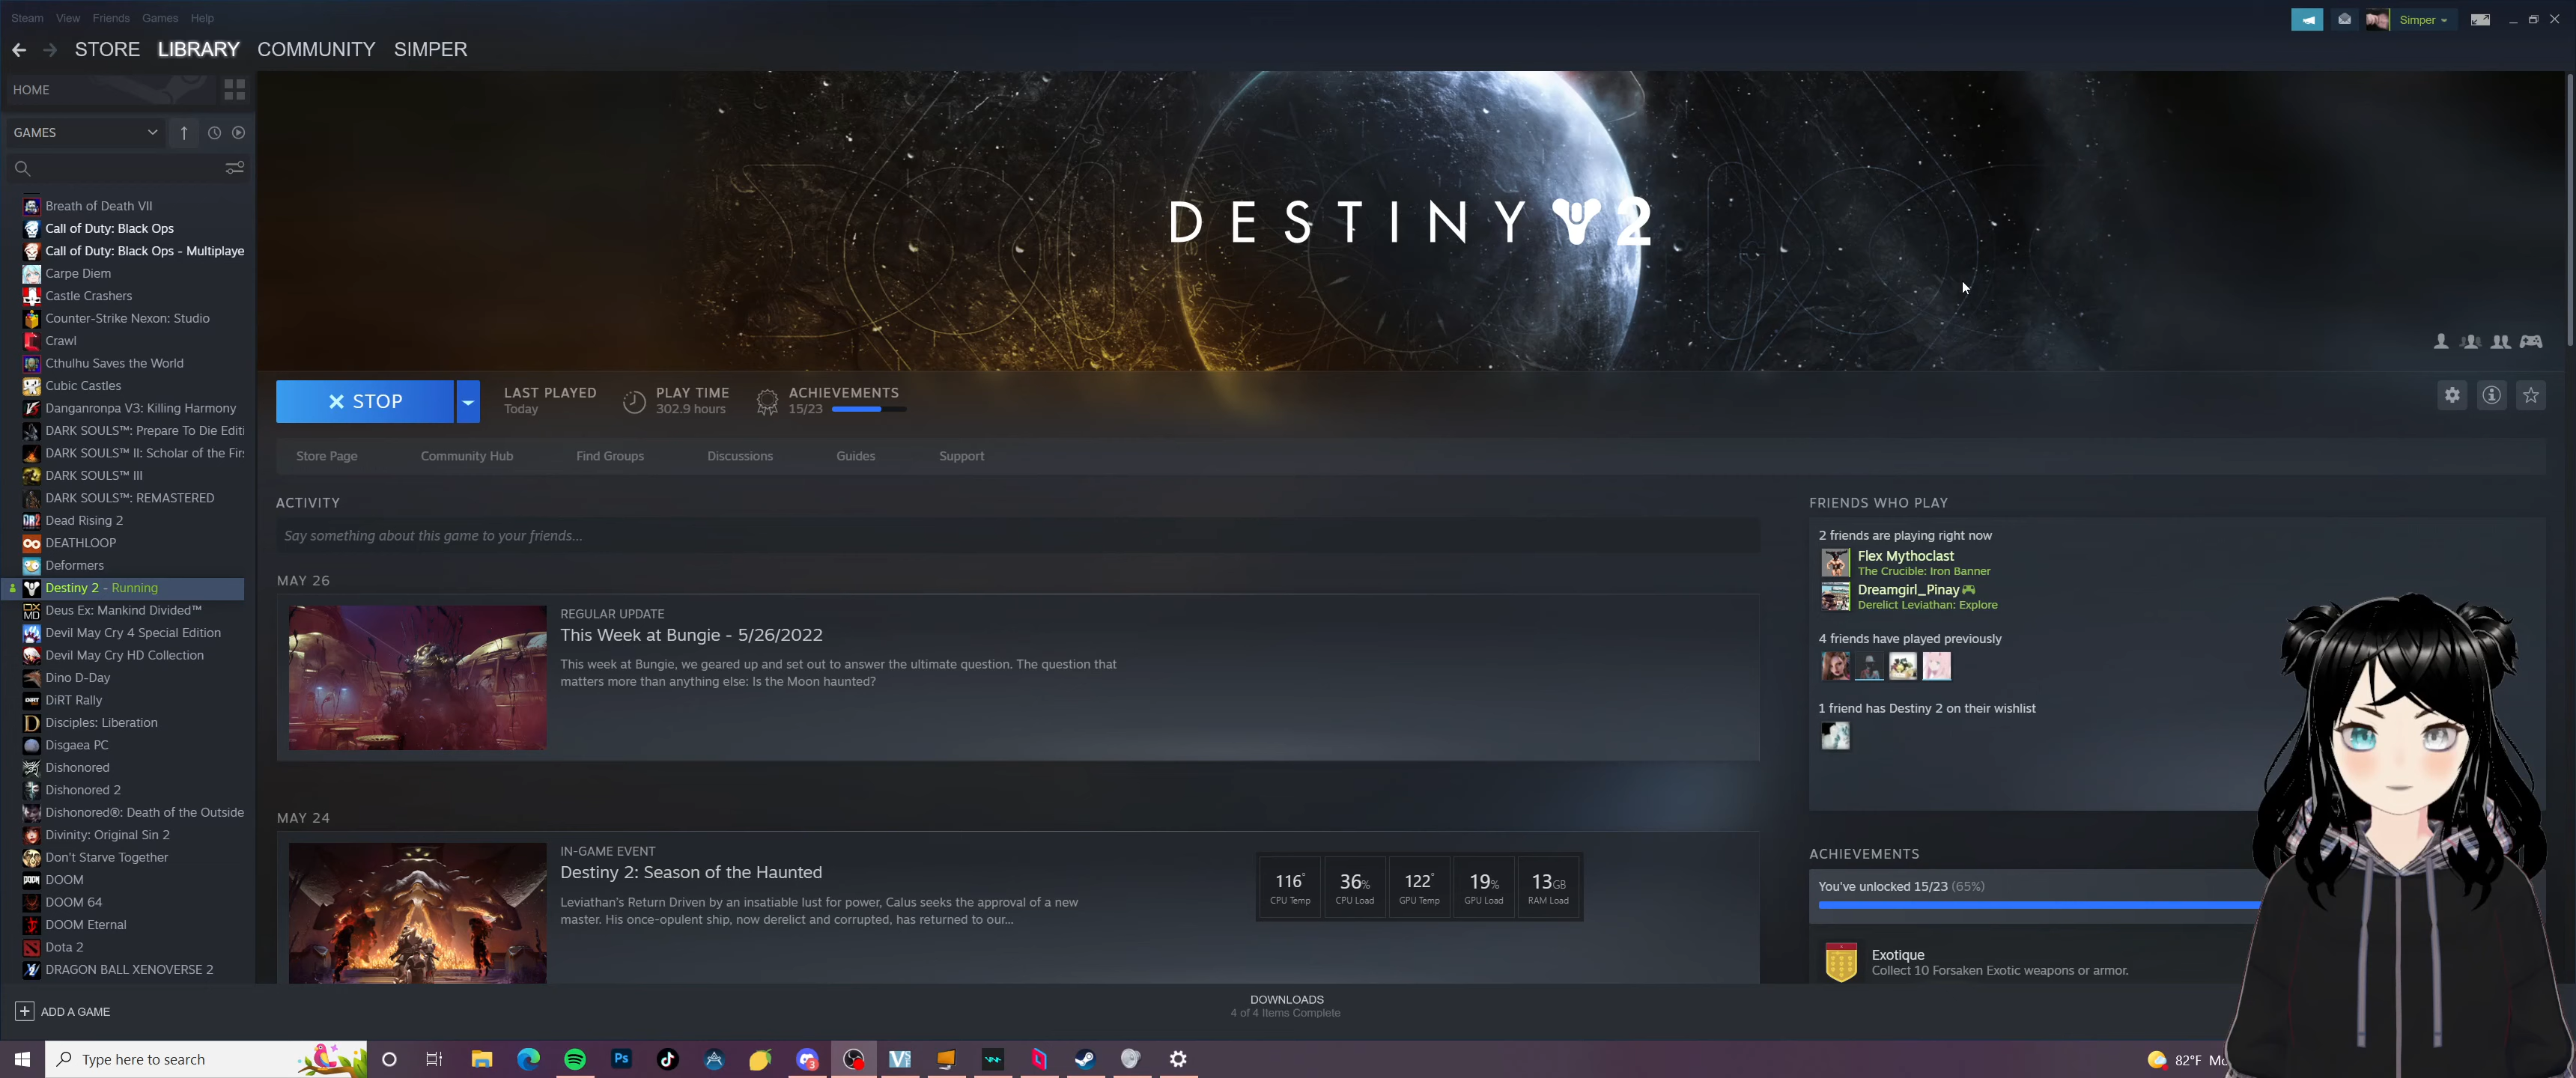 Steam View Friends Games Help
Simper
STORE LIBRARY COMMUNITY SIMPER
HOME
GAMES
Breath of Death VII
Call of Duty: Black Ops
Call of Duty: Black Ops - Multiplaye
Carpe Diem
Castle Crashers
Counter-Strike Nexon: Studio
Crawl
Cthulhu Saves the World
Cubic Castles
Danganronpa V3: Killing Harmony
DARK SOULS™: Prepare To Die Editi
DARK SOULS™ II: Scholar of the Fir
DARK SOULS™ III
DARK SOULS™: REMASTERED
Dead Rising 2
DEATHLOOP
Deformers
Destiny 2 - Running
Deus Ex: Mankind Divided™
Devil May Cry 4 Special Edition
Devil May Cry HD Collection
Dino D-Day
DiRT Rally
Disciples: Liberation
Disgaea PC
Dishonored
Dishonored 2
Dishonored®: Death of the Outside
Divinity: Original Sin 2
Don't Starve Together
DOOM
DOOM 64
DOOM Eternal
Dota 2
DRAGON BALL XENOVERSE 2
ADD A GAME
DESTINY 2
STOP
LAST PLAYED
Today
PLAY TIME
302.9 hours
ACHIEVEMENTS
15/23
Store Page Community Hub Find Groups Discussions Guides Support
ACTIVITY
Say something about this game to your friends...
MAY 26
REGULAR UPDATE
This Week at Bungie - 5/26/2022
This week at Bungie, we geared up and set out to answer the ultimate question. The question that
matters more than anything else: Is the Moon haunted?
MAY 24
IN-GAME EVENT
Destiny 2: Season of the Haunted
Leviathan's Return Driven by an insatiable lust for power, Calus seeks the approval of a new
master. His once-opulent ship, now derelict and corrupted, has returned to our...
116° 36% 122° 19% 13GB
CPU Temp CPU Load GPU Temp GPU Load RAM Load
FRIENDS WHO PLAY
2 friends are playing right now
Flex Mythoclast
The Crucible: Iron Banner
Dreamgirl_Pinay
Derelict Leviathan: Explore
4 friends have played previously
1 friend has Destiny 2 on their wishlist
ACHIEVEMENTS
You've unlocked 15/23 (65%)
Exotique
Collect 10 Forsaken Exotic weapons or armor.
DOWNLOADS
4 of 4 Items Complete
Type here to search
Ps
3
82°F